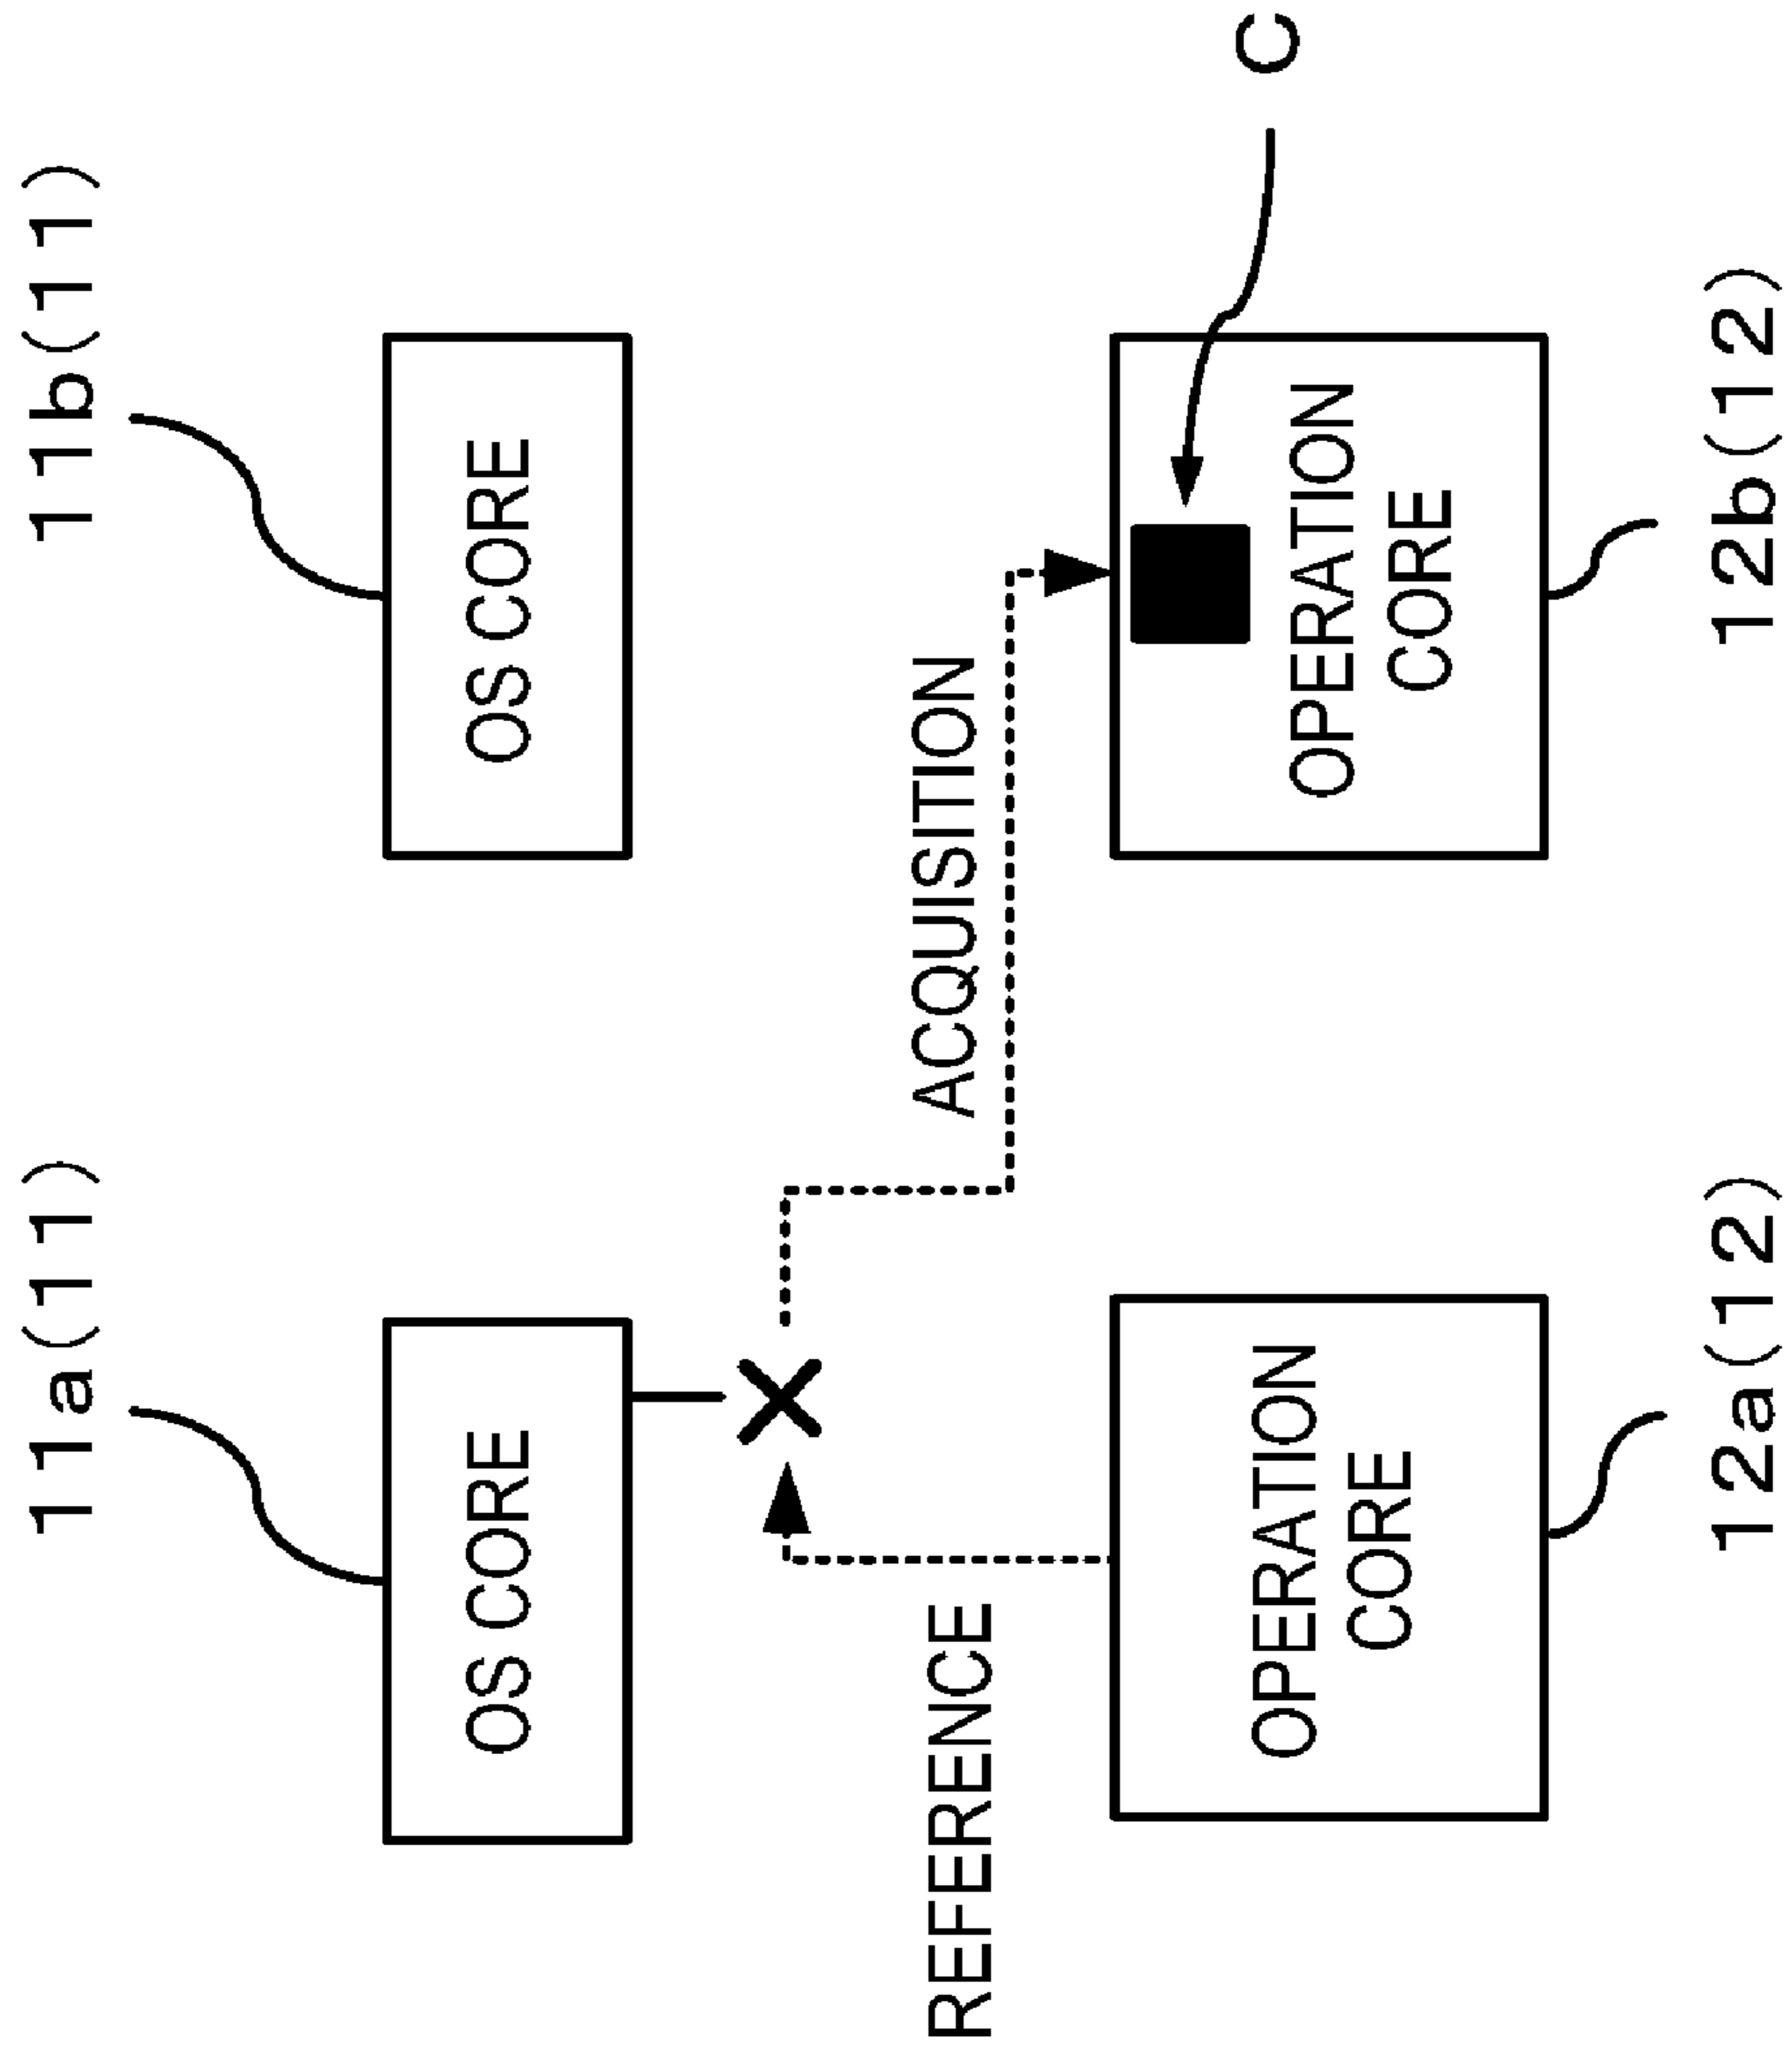 11a(11)
11b(11)
OS CORE
OS CORE
REFERENCE
ACQUISITION
C
OPERATION
CORE
OPERATION
CORE
12a(12)
12b(12)